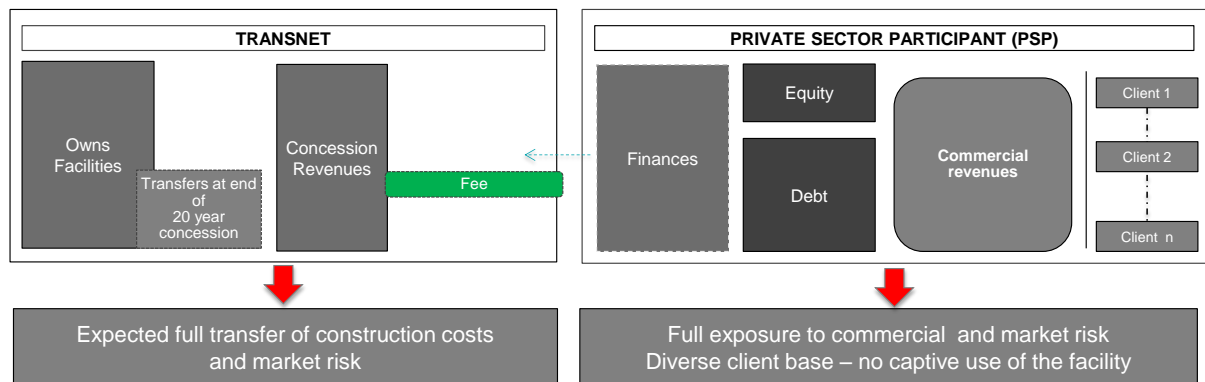 TRANSNET
Owns
Facilities
Transfers at end
of
20 year
concession
Concession
Revenues
Fee
Expected full transfer of construction costs
and market risk
PRIVATE SECTOR PARTICIPANT (PSP)
Finances
Equity
Debt
Commercial
revenues
Client 1
Client 2
Client n
Full exposure to commercial and market risk
Diverse client base – no captive use of the facility